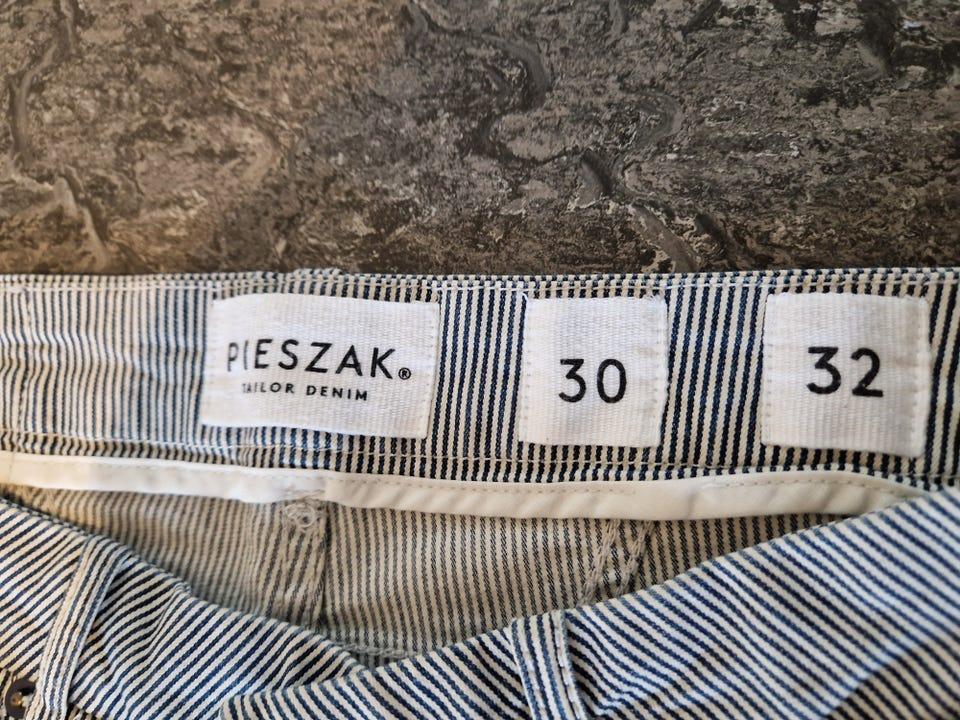 PIESZAK®
TAILOR DENIM
30
32